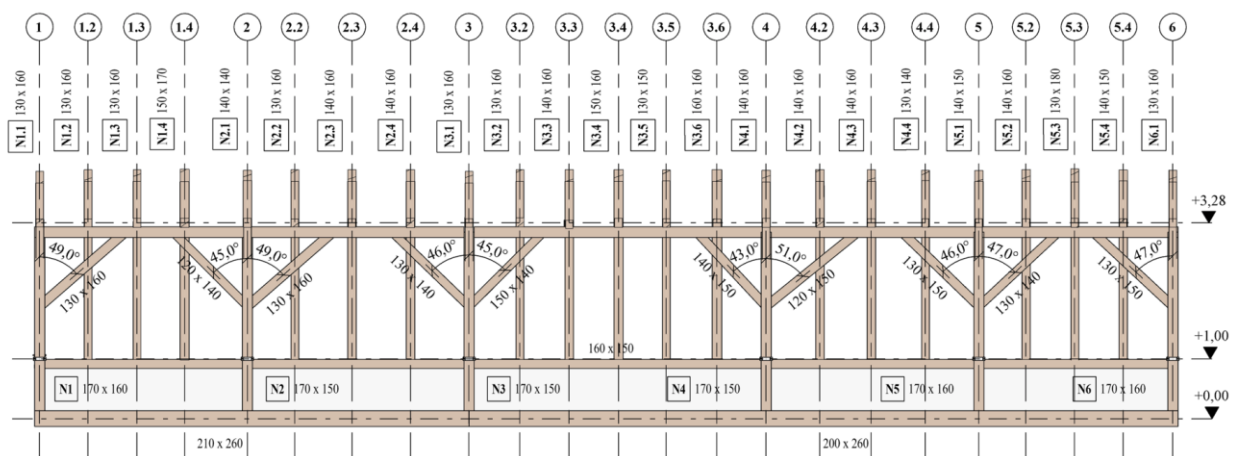 1 1.2 1.3 1.4 2 2.2 2.3 2.4 3 3.2 3.3 3.4 3.5 3.6 4 4.2 4.3 4.4 5 5.2 5.3 5.4 6
N1.1 130 x 160
N1.2 130 x 160
N1.3 130 x 160
N1.4 150 x 170
N2.1 140 x 140
N2.2 130 x 160
N2.3 140 x 160
N2.4 140 x 160
N3.1 130 x 160
N3.2 130 x 160
N3.3 140 x 160
N3.4 150 x 160
N3.5 130 x 150
N3.6 160 x 160
N4.1 140 x 160
N4.2 140 x 160
N4.3 140 x 160
N4.4 130 x 140
N5.1 140 x 150
N5.2 140 x 160
N5.3 130 x 180
N5.4 140 x 150
N6.1 130 x 160
+3,28
49,0° 45,0° 49,0° 46,0° 45,0° 43,0° 51,0° 46,0° 47,0° 47,0°
130 x 160 120 x 140 130 x 160 130 x 140 150 x 140 140 x 150 120 x 150 130 x 150 130 x 140 130 x 150
160 x 150
+1,00
N1 170 x 160 N2 170 x 150 N3 170 x 150 N4 170 x 150 N5 170 x 160 N6 170 x 160
+0,00
210 x 260 200 x 260